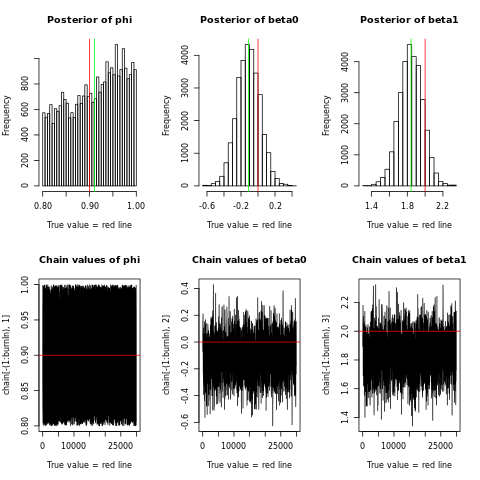 Posterior of phi
Posterior of beta0
Posterior of beta1
Frequency
0 200 400 600 800
0.80 0.90 1.00
True value = red line
Frequency
0 1000 2000 3000 4000
-0.6 -0.2 0.2
True value = red line
Frequency
0 1000 2000 3000 4000
1.4 1.8 2.2
True value = red line
Chain values of phi
Chain values of beta0
Chain values of beta1
chain[-(1:burnIn), 1]
0.80 0.85 0.90 0.95 1.00
0 10000 25000
True value = red line
chain[-(1:burnIn), 2]
-0.6 -0.4 -0.2 0.0 0.2 0.4
0 10000 25000
True value = red line
chain[-(1:burnIn), 3]
1.4 1.6 1.8 2.0 2.2
0 10000 25000
True value = red line